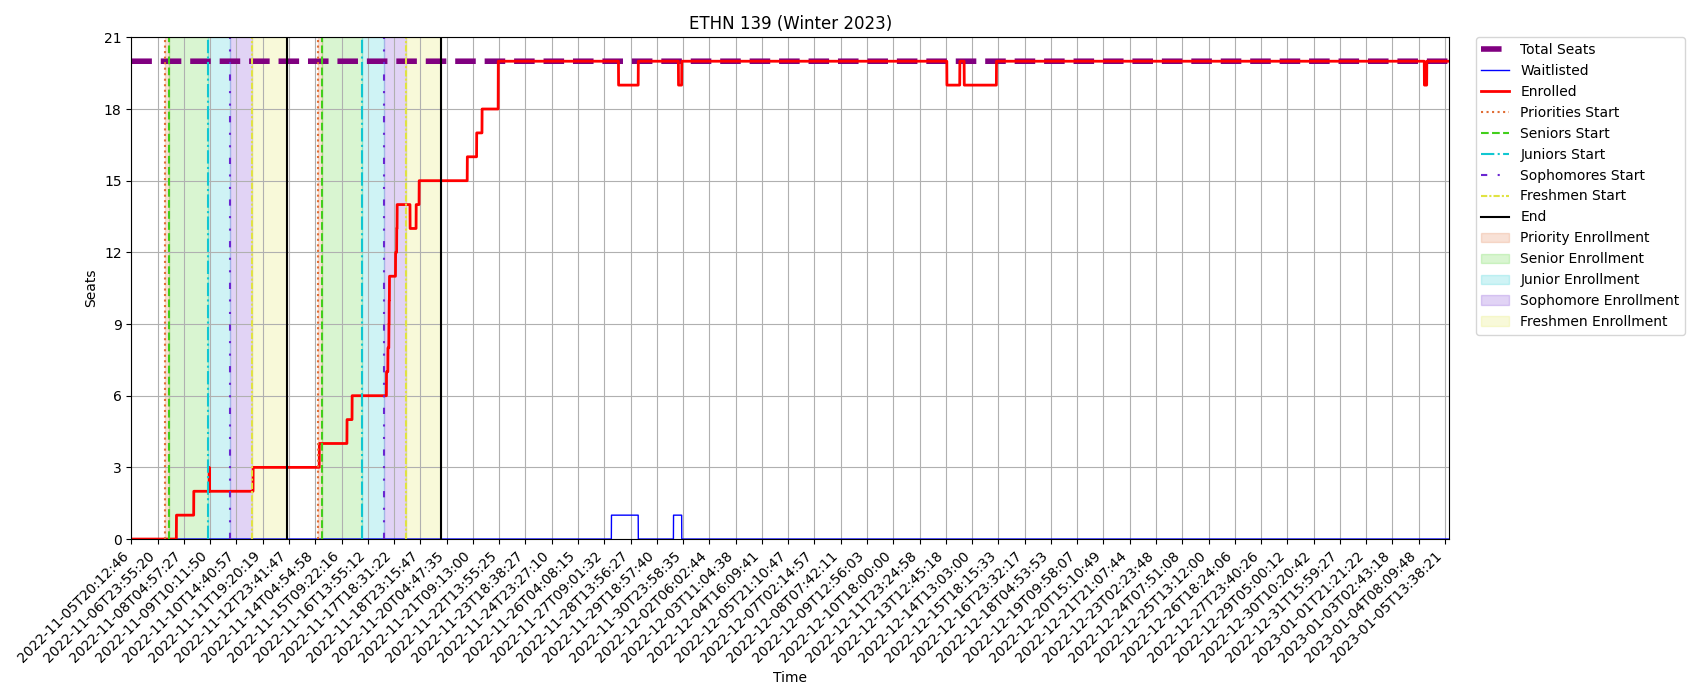 ETHN 139 (Winter 2023)
21
18
15
12
9
6
3
0
Seats
2022-11-05T20:12:46
2022-11-06T23:55:20
2022-11-08T04:57:27
2022-11-09T10:11:50
2022-11-10T14:40:57
2022-11-11T19:20:19
2022-11-12T23:41:47
2022-11-14T04:54:58
2022-11-15T09:22:16
2022-11-16T13:55:12
2022-11-17T18:31:22
2022-11-18T23:15:47
2022-11-20T04:47:35
2022-11-21T09:13:00
2022-11-22T13:55:25
2022-11-23T18:38:27
2022-11-24T23:27:10
2022-11-26T04:08:15
2022-11-27T09:01:32
2022-11-28T13:56:27
2022-11-29T18:57:40
2022-11-30T23:58:35
2022-12-02T06:02:44
2022-12-03T11:04:38
2022-12-04T16:09:41
2022-12-05T21:10:47
2022-12-07T02:14:57
2022-12-08T07:42:11
2022-12-09T12:56:03
2022-12-10T18:00:00
2022-12-11T23:24:58
2022-12-13T12:45:18
2022-12-14T13:03:00
2022-12-15T18:15:33
2022-12-16T23:32:17
2022-12-18T04:53:53
2022-12-19T09:58:07
2022-12-20T15:10:49
2022-12-21T21:07:44
2022-12-23T02:23:48
2022-12-24T07:51:08
2022-12-25T13:12:00
2022-12-26T18:24:06
2022-12-27T23:40:26
2022-12-29T05:00:12
2022-12-30T10:20:42
2022-12-31T15:59:27
2023-01-01T21:21:22
2023-01-03T02:43:18
2023-01-04T08:09:48
2023-01-05T13:38:21
Time
Total Seats
Waitlisted
Enrolled
Priorities Start
Seniors Start
Juniors Start
Sophomores Start
Freshmen Start
End
Priority Enrollment
Senior Enrollment
Junior Enrollment
Sophomore Enrollment
Freshmen Enrollment